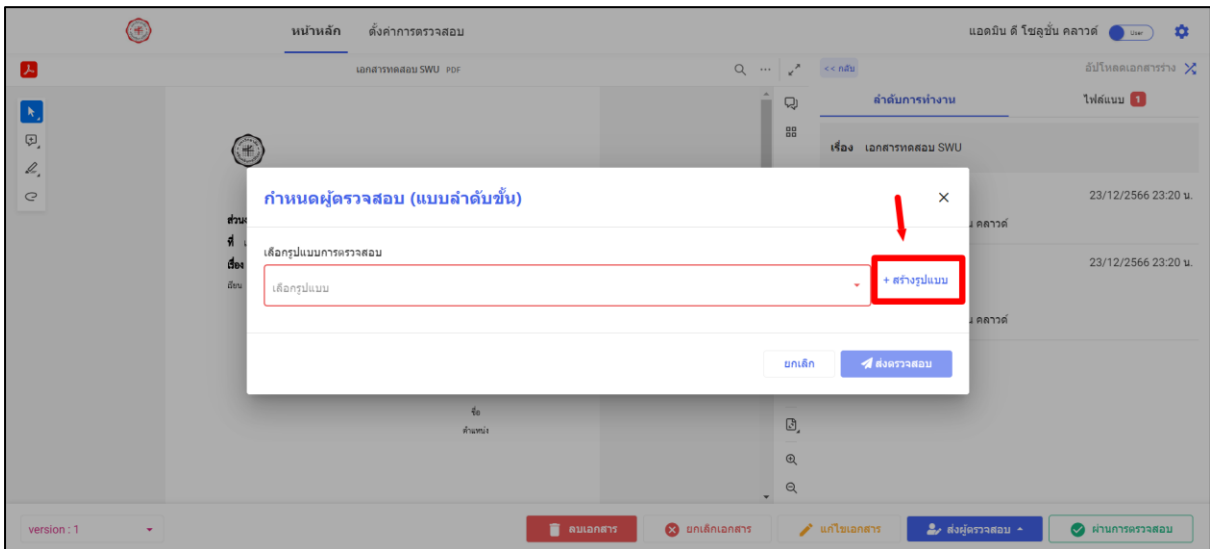 หน้าหลัก ตั้งค่าการตรวจสอบ แอดมิน ดี โซลูชั่น คลาวด์ User
เอกสารทดสอบ SWU PDF << กลับ อัปโหลดเอกสารร่าง
ลำดับการทำงาน ไฟล์แนบ 1
เรื่อง เอกสารทดสอบ SWU
กำหนดผู้ตรวจสอบ (แบบลำดับขั้น)
23/12/2566 23:20 น.
คลาวด์
ที่
เลือกรูปแบบการตรวจสอบ
เรื่อง
23/12/2566 23:20 น.
เลือกรูปแบบ + สร้างรูปแบบ
เรียน
น คลาวด์
ยกเลิก ส่งตรวจสอบ
ชื่อ
ตำแหน่ง
version : 1 ลบเอกสาร ยกเลิกเอกสาร แก้ไขเอกสาร ส่งผู้ตรวจสอบ ผ่านการตรวจสอบ